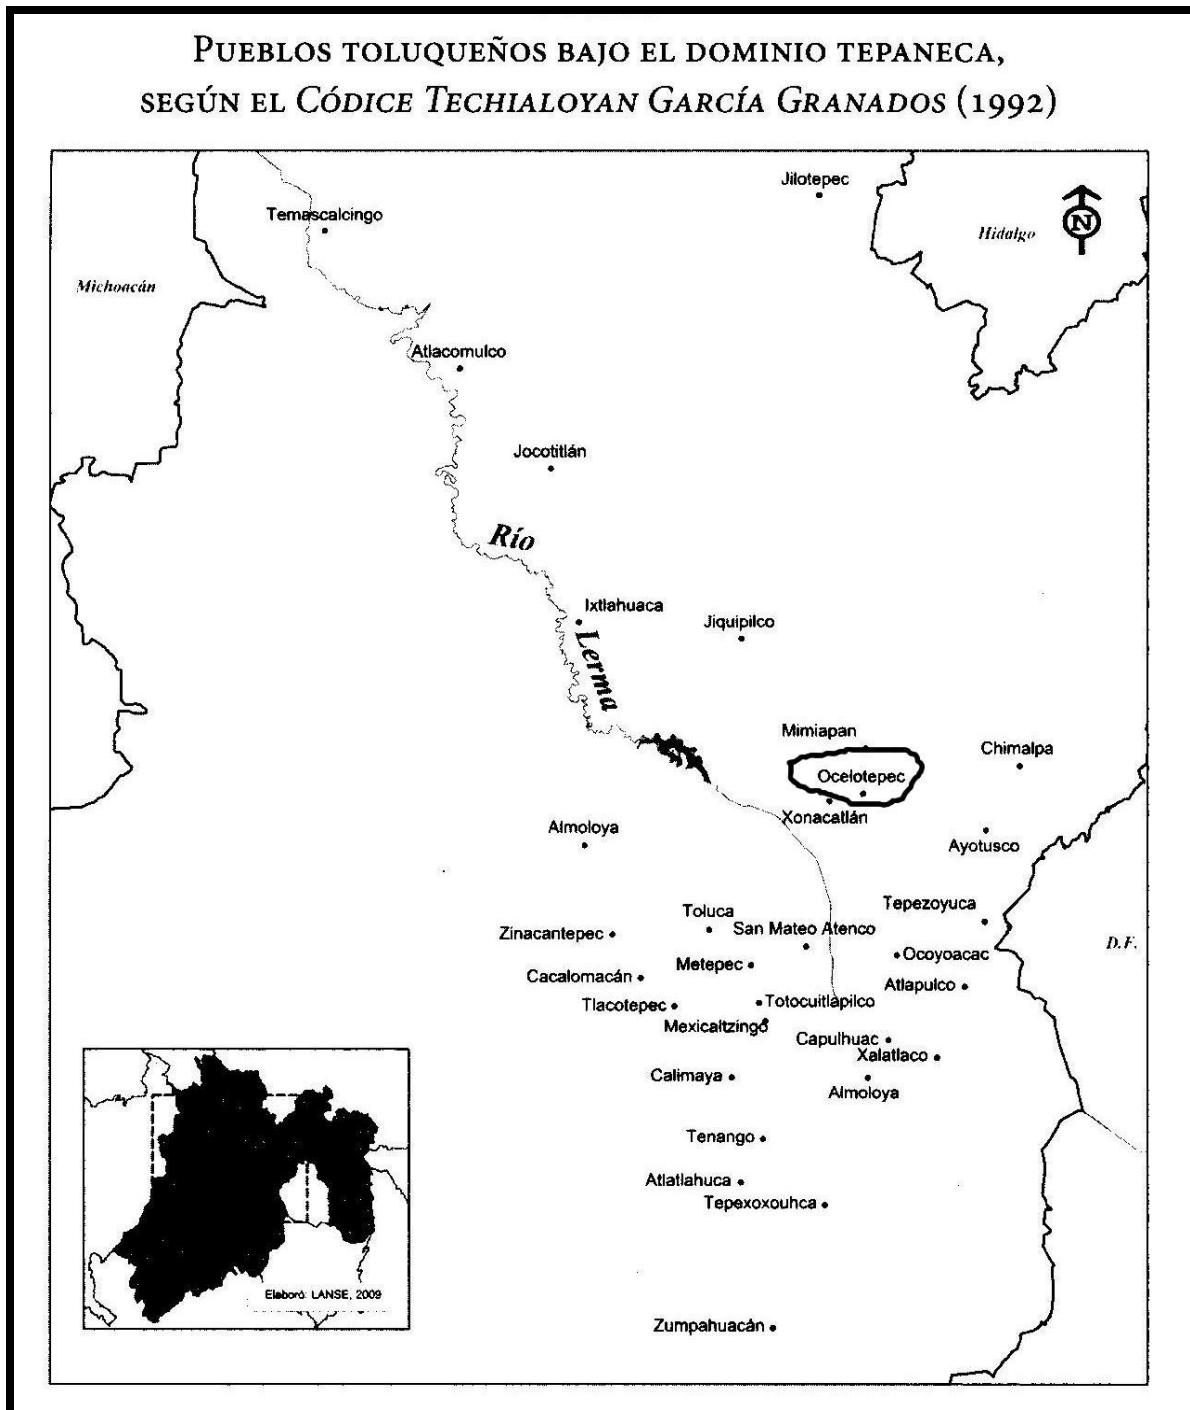 PUEBLOS TOLUQUEÑOS BAJO EL DOMINIO TEPANECA,
SEGÚN EL CÓDICE TECHIALOYAN GARCÍA GRANADOS (1992)
Jilotepec
Temascalcingo
N
Hidalgo
Michoacán
Atlacomulco
Jocotitlán
Río
Ixtlahuaca
Jiquipilco
Lerma
Mimiapan
Chimalpa
Ocelotepec
Xonacatlán
Almoloya
Ayotusco
Tepezoyuca
Toluca
San Mateo Atenco
Zinacantepec
D.F.
Ocoyoacac
Metepec
Cacalomacán
Atlapulco
Tlacotepec
Totocuitlapilco
Mexicaltzingo
Capulhuac
Xalatlaco
Calimaya
Almoloya
Tenango
Atlatlahuca
Tepexoxouhca
Elaboró: LANSE, 2009
Zumpahuacán